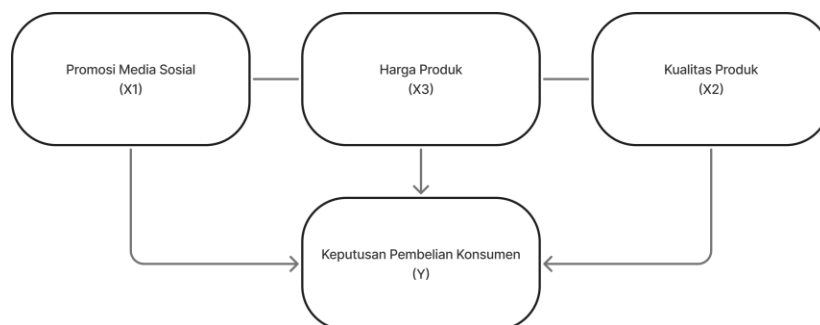 Promosi Media Sosial
(X1)
Harga Produk
(X3)
Kualitas Produk
(X2)
Keputusan Pembelian Konsumen
(Y)